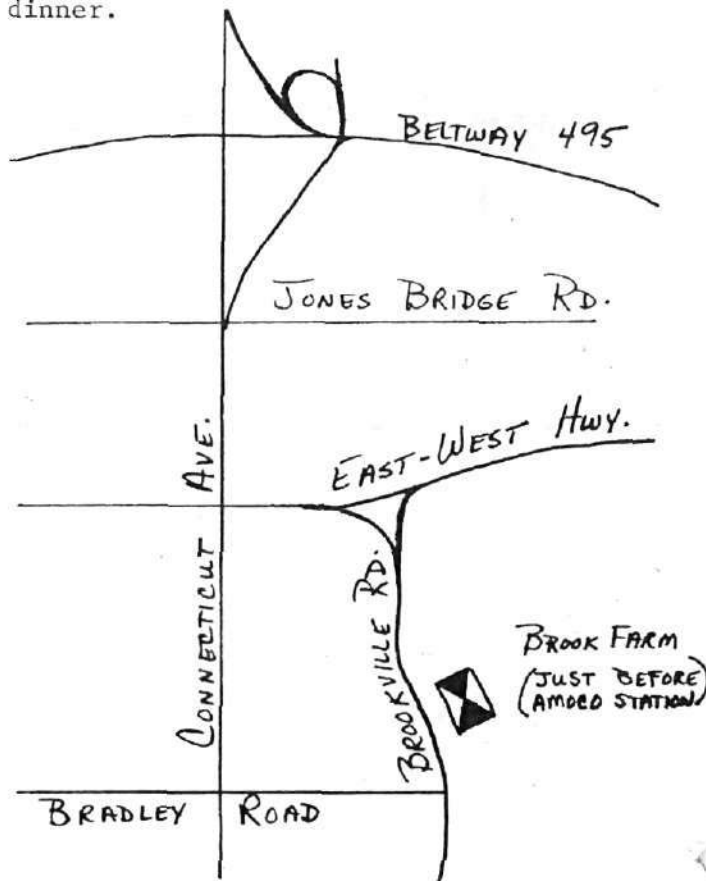 dinner.
BELTWAY 495
JONES BRIDGE RD.
EAST-WEST HWY.
CONNECTICUT AVE.
BROOKVILLE RD.
BROOK FARM
(JUST BEFORE
AMOCO STATION)
BRADLEY ROAD